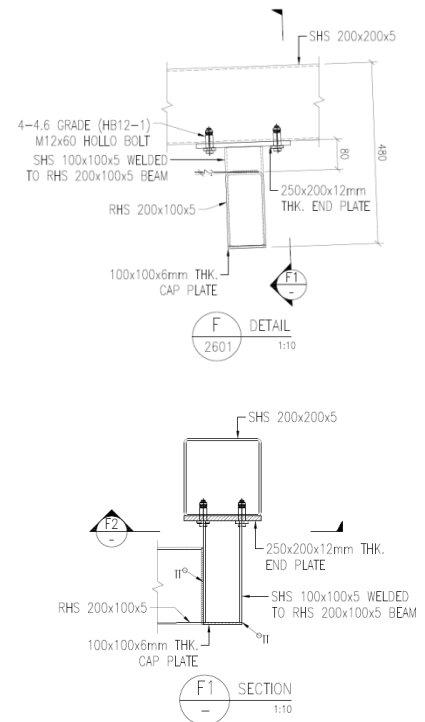 SHS 200x200x5
4-4.6 GRADE (HB12-1)
M12x60 HOLLO BOLT
SHS 100x100x5 WELDED
TO RHS 200x100x5 BEAM
RHS 200x100x5
100x100x6mm THK.
CAP PLATE
250x200x12mm
THK. END PLATE
80
480
F1
-
F
2601
DETAIL
1:10
SHS 200x200x5
F2
-
250x200x12mm THK.
END PLATE
SHS 100x100x5 WELDED
TO RHS 200x100x5 BEAM
RHS 200x100x5
100x100x6mm THK.
CAP PLATE
F1
-
SECTION
1:10